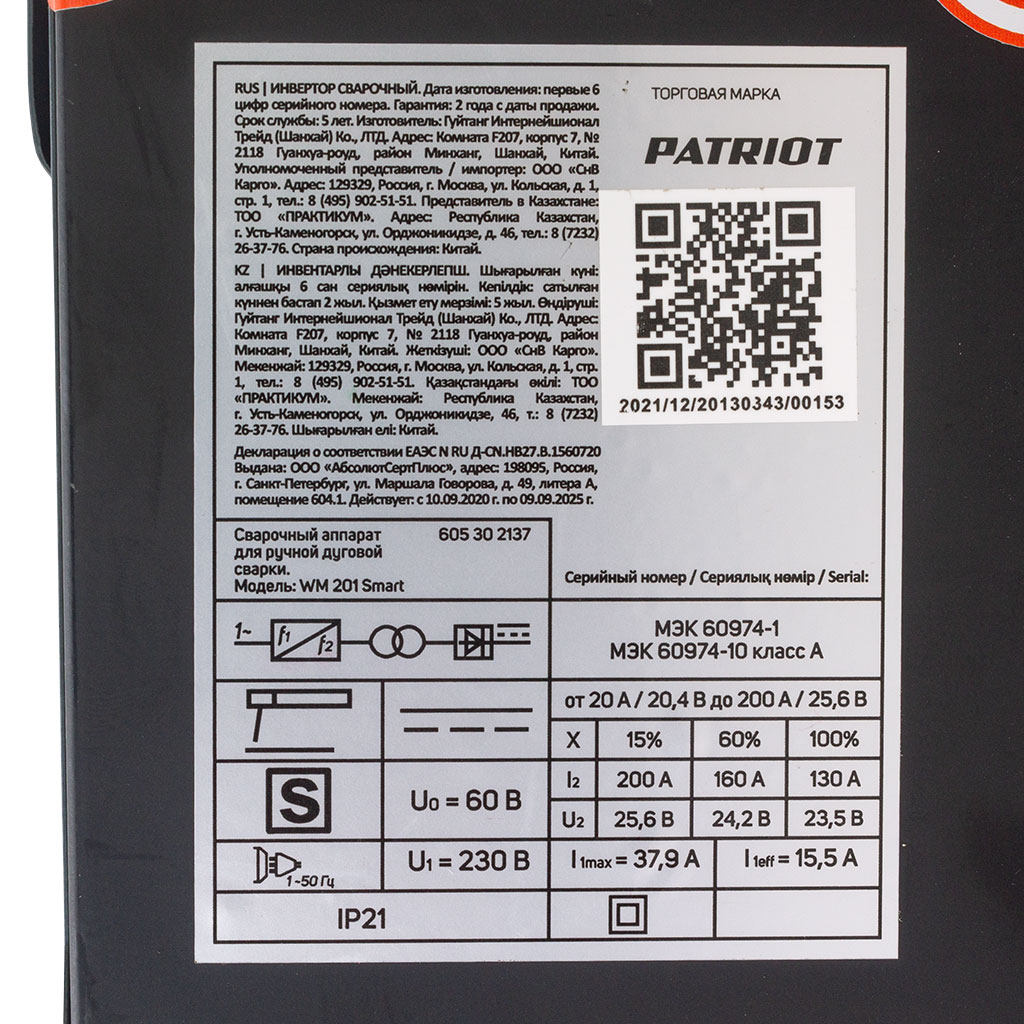 RUS | ИНВЕРТОР СВАРОЧНЫЙ. Дата изготовления: первые 6
цифр серийного номера. Гарантия: 2 года с даты продажи.
Срок службы: 5 лет. Изготовитель: Гуйтанг Интернейшионал
Трейд (Шанхай) Ко., ЛТД. Адрес: Комната F207, корпус 7, №
2118 Гуанхуа-роуд, район Минханг, Шанхай, Китай.
Уполномоченный представитель / импортер: ООО «СнВ
Карго». Адрес: 129329, Россия, г. Москва, ул. Кольская, д. 1,
стр. 1, тел.: 8 (495) 902-51-51. Представитель в Казахстане:
ТОО «ПРАКТИКУМ». Адрес: Республика Казахстан,
г. Усть-Каменогорск, ул. Орджоникидзе, д. 46, тел.: 8 (7232)
26-37-76. Страна происхождения: Китай.
KZ | ИНВЕНТАРЛЫ ДӘНЕКЕРЛЕПШ. Шығарылған күні:
алғашқы 6 сан сериялық нөмірін. Кепілдік: сатылған
күннен бастап 2 жыл. Қызмет ету мерзімі: 5 жыл. Өндіруші:
Гуйтанг Интернейшионал Трейд (Шанхай) Ко., ЛТД. Адрес:
Комната F207, корпус 7, № 2118 Гуанхуа-роуд, район
Минханг, Шанхай, Китай. Жеткізуші: ООО «СнВ Карго».
Мекенжай: 129329, Россия, г. Москва, ул. Кольская, д. 1, стр.
1, тел.: 8 (495) 902-51-51. Қазақстандағы өкілі: ТОО
«ПРАКТИКУМ». Мекенжай: Республика Казахстан,
г. Усть-Каменогорск, ул. Орджоникидзе, 46, т.: 8 (7232)
26-37-76. Шығарылған елі: Китай.
Декларация о соответствии ЕАЭС N RU Д-CN.НВ27.В.1560720
Выдана: ООО «АбсолютСертПлюс», адрес: 198095, Россия,
г. Санкт-Петербург, ул. Маршала Говорова, д. 49, литера А,
помещение 604.1. Действует: с 10.09.2020 г. по 09.09.2025 г.
ТОРГОВАЯ МАРКА
PATRIOT
2021/12/20130343/00153
Сварочный аппарат 605 30 2137
для ручной дуговой
сварки.
Модель: WM 201 Smart
Серийный номер / Сериялық нөмір / Serial:
1~ f1 f2
МЭК 60974-1
МЭК 60974-10 класс А
от 20 А / 20,4 В до 200 А / 25,6 В
X 15% 60% 100%
I2 200 А 160 А 130 А
U2 25,6 В 24,2 В 23,5 В
S U0 = 60 В
1~50 Гц U1 = 230 В I1max = 37,9 А I1eff = 15,5 А
IP21